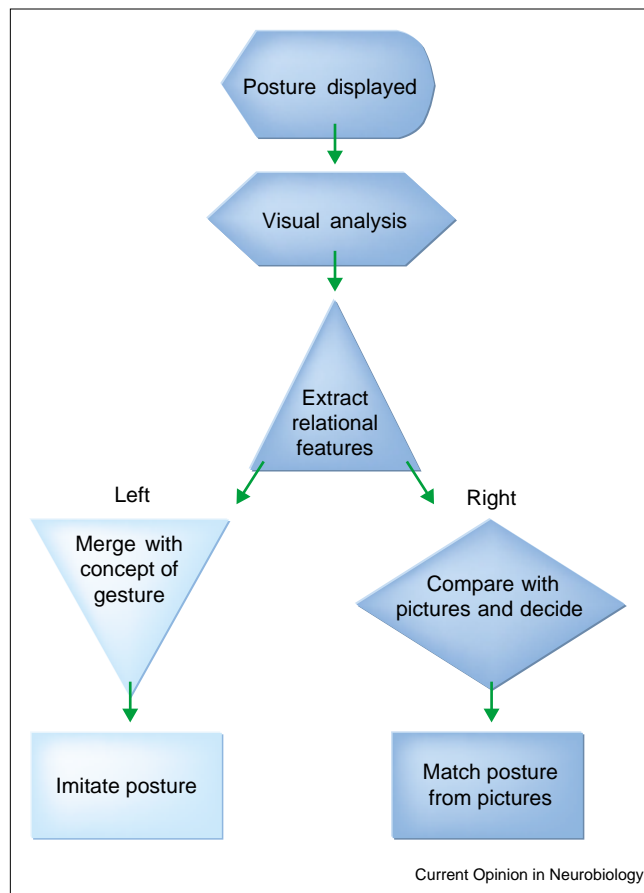 Posture displayed
Visual analysis
Extract
relational
features
Left
Right
Merge with
concept of
gesture
Compare with
pictures and decide
Imitate posture
Match posture
from pictures
Current Opinion in Neurobiology